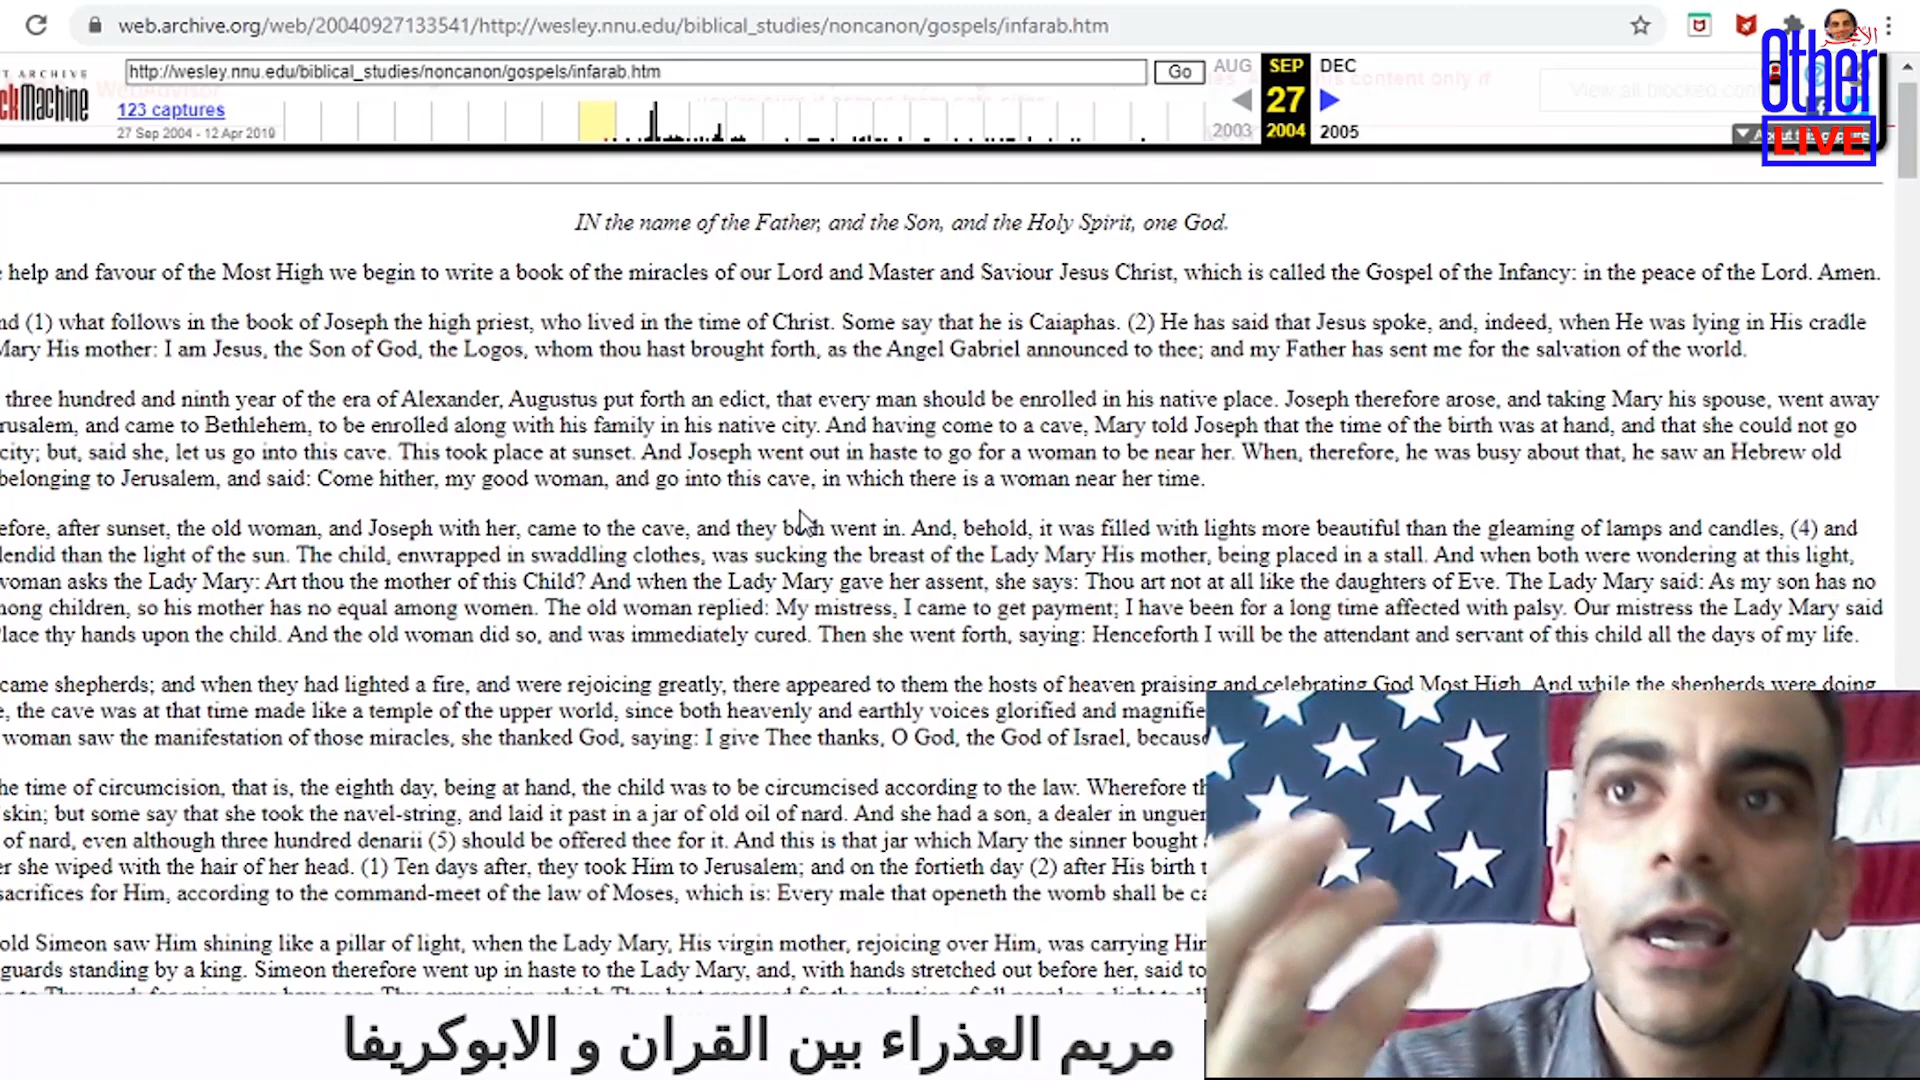 web.archive.org/web/20040927133541/http://wesley.nnu.edu/biblical_studies/noncanon/gospels/infarab.htm
http://wesley.nnu.edu/biblical_studies/noncanon/gospels/infarab.htm
Go
AUG
SEP
DEC
123 captures
27
27 Sep 2004 - 12 Apr 2019
2003
2004
2005
Other
LIVE
IN the name of the Father, and the Son, and the Holy Spirit, one God.
help and favour of the Most High we begin to write a book of the miracles of our Lord and Master and Saviour Jesus Christ, which is called the Gospel of the Infancy: in the peace of the Lord. Amen.
(1) what follows in the book of Joseph the high priest, who lived in the time of Christ. Some say that he is Caiaphas. (2) He has said that Jesus spoke, and, indeed, when He was lying in His cradle
Mary His mother: I am Jesus, the Son of God, the Logos, whom thou hast brought forth, as the Angel Gabriel announced to thee; and my Father has sent me for the salvation of the world.
three hundred and ninth year of the era of Alexander, Augustus put forth an edict, that every man should be enrolled in his native place. Joseph therefore arose, and taking Mary his spouse, went away
rusalem, and came to Bethlehem, to be enrolled along with his family in his native city. And having come to a cave, Mary told Joseph that the time of the birth was at hand, and that she could not go
city; but, said she, let us go into this cave. This took place at sunset. And Joseph went out in haste to go for a woman to be near her. When, therefore, he was busy about that, he saw an Hebrew old
belonging to Jerusalem, and said: Come hither, my good woman, and go into this cave, in which there is a woman near her time.
efore, after sunset, the old woman, and Joseph with her, came to the cave, and they both went in. And, behold, it was filled with lights more beautiful than the gleaming of lamps and candles, (4) and
lendid than the light of the sun. The child, enwrapped in swaddling clothes, was sucking the breast of the Lady Mary His mother, being placed in a stall. And when both were wondering at this light,
woman asks the Lady Mary: Art thou the mother of this Child? And when the Lady Mary gave her assent, she says: Thou art not at all like the daughters of Eve. The Lady Mary said: As my son has no
nong children, so his mother has no equal among women. The old woman replied: My mistress, I came to get payment; I have been for a long time affected with palsy. Our mistress the Lady Mary said
lace thy hands upon the child. And the old woman did so, and was immediately cured. Then she went forth, saying: Henceforth I will be the attendant and servant of this child all the days of my life.
came shepherds; and when they had lighted a fire, and were rejoicing greatly, there appeared to them the hosts of heaven praising and celebrating God Most High. And while the shepherds were doing
e, the cave was at that time made like a temple of the upper world, since both heavenly and earthly voices glorified and magnifie
woman saw the manifestation of those miracles, she thanked God, saying: I give Thee thanks, O God, the God of Israel, because
he time of circumcision, that is, the eighth day, being at hand, the child was to be circumcised according to the law. Wherefore th
skin; but some say that she took the navel-string, and laid it past in a jar of old oil of nard. And she had a son, a dealer in unguen
of nard, even although three hundred denarii (5) should be offered thee for it. And this is that jar which Mary the sinner bought
er she wiped with the hair of her head. (1) Ten days after, they took Him to Jerusalem; and on the fortieth day (2) after His birth t
sacrifices for Him, according to the command-meet of the law of Moses, which is: Every male that openeth the womb shall be ca
old Simeon saw Him shining like a pillar of light, when the Lady Mary, His virgin mother, rejoicing over Him, was carrying Hin
guards standing by a king. Simeon therefore went up in haste to the Lady Mary, and, with hands stretched out before her, said to
مريم العذراء بين القران و الابوكريفا